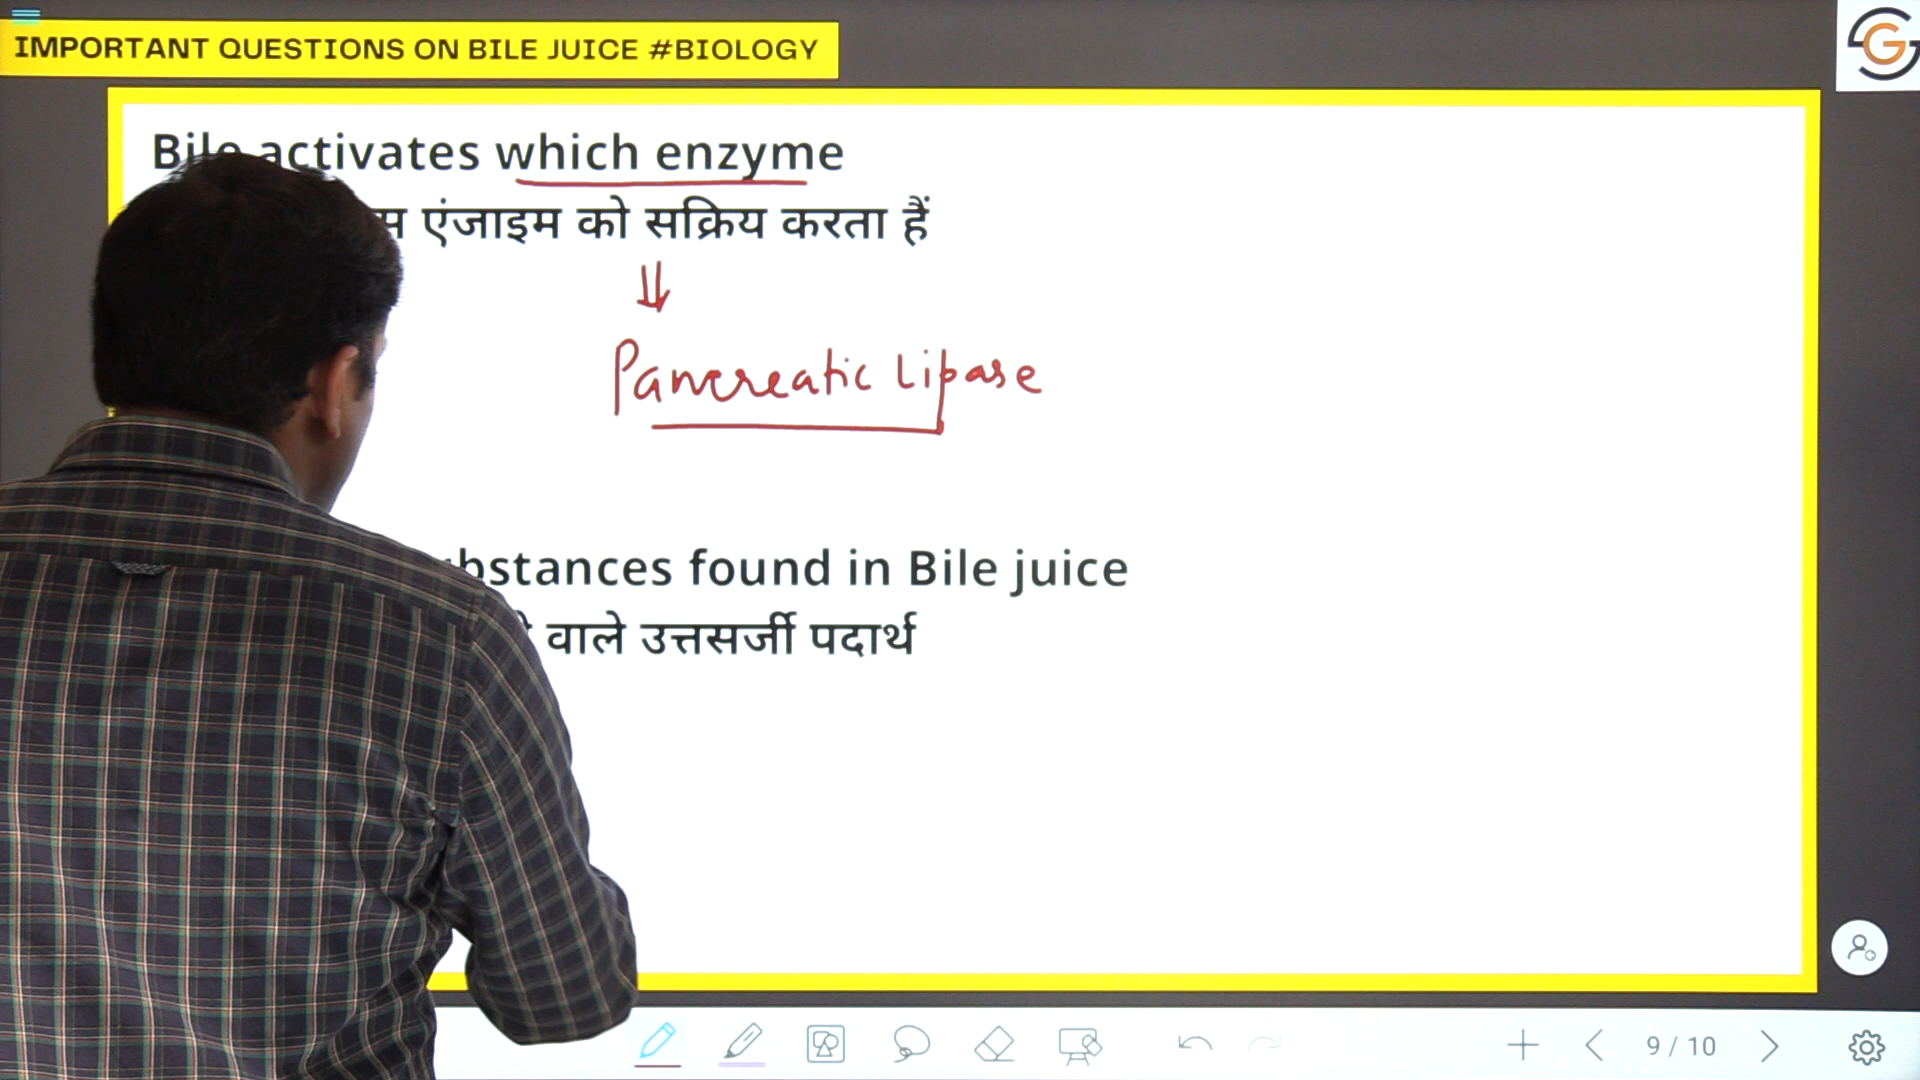 IMPORTANT QUESTIONS ON BILE JUICE #BIOLOGY
Bile activates which enzyme
एंजाइम को सक्रिय करता हैं
Pancreatic Lipase
found in Bile juice
वाले उत्तसर्जी पदार्थ
9 / 10